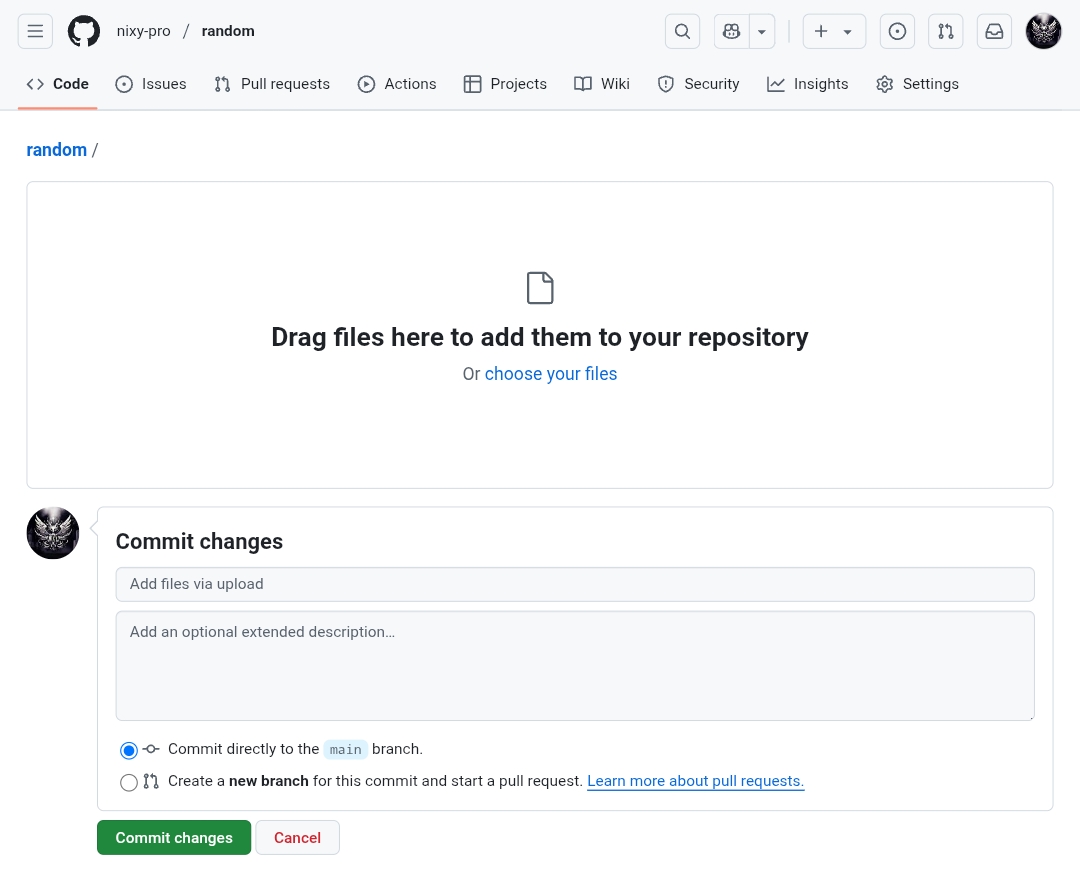 nixy-pro / random
Code Issues Pull requests Actions Projects Wiki Security Insights Settings
random /
Drag files here to add them to your repository
Or choose your files
Commit changes
Add files via upload
Add an optional extended description…
Commit directly to the main branch.
Create a new branch for this commit and start a pull request. Learn more about pull requests.
Commit changes Cancel